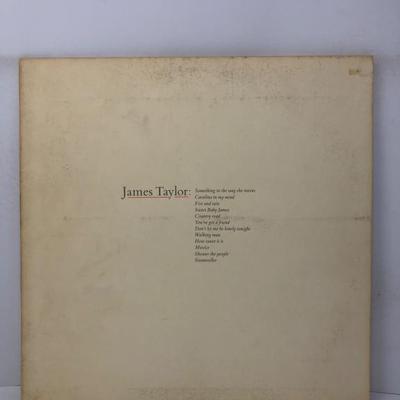 James Taylor: Something in the way she moves
Carolina in my mind
Fire and rain
Sweet Baby James
Country road
You've got a friend
Don't let me be lonely tonight
Walking man
How sweet it is
Mexico
Shower the people
Steamroller